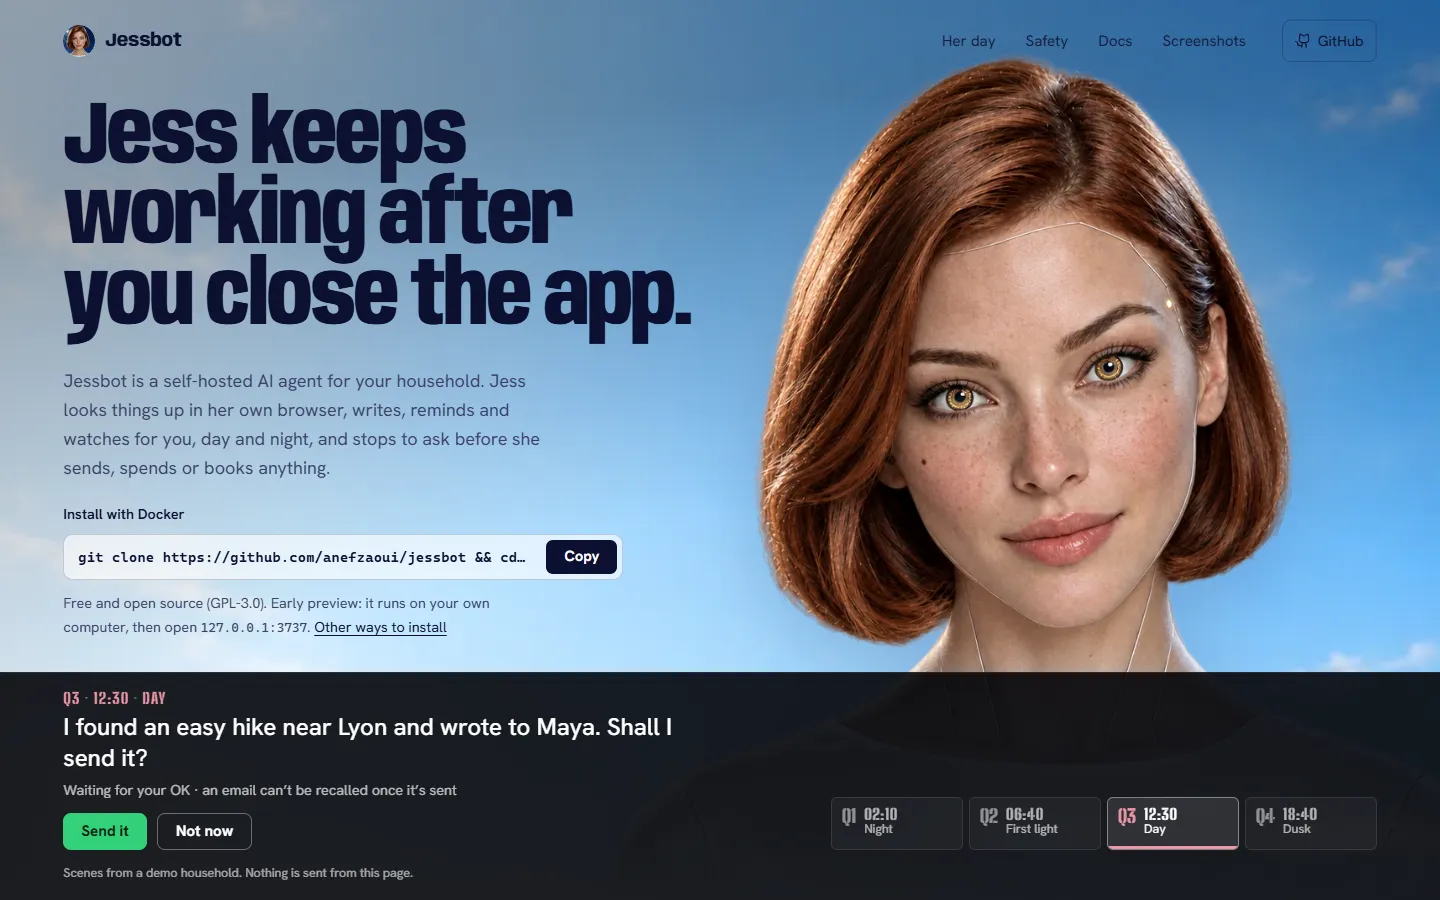 Jessbot
Her day
Safety
Docs
Screenshots
GitHub
Jess keeps
working after
you close the app.
Jessbot is a self-hosted AI agent for your household. Jess
looks things up in her own browser, writes, reminds and
watches for you, day and night, and stops to ask before she
sends, spends or books anything.
Install with Docker
git clone https://github.com/anefzaoui/jessbot && cd…
Copy
Free and open source (GPL-3.0). Early preview: it runs on your own
computer, then open 127.0.0.1:3737. Other ways to install
Q3 · 12:30 · DAY
I found an easy hike near Lyon and wrote to Maya. Shall I
send it?
Waiting for your OK · an email can’t be recalled once it’s sent
Send it
Not now
Q1 02:10
Night
Q2 06:40
First light
Q3 12:30
Day
Q4 18:40
Dusk
Scenes from a demo household. Nothing is sent from this page.